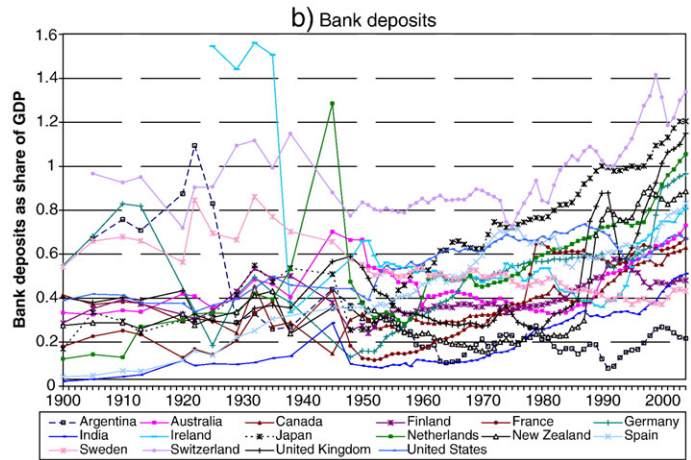 b) Bank deposits
Bank deposits as share of GDP
1.6
1.4
1.2
1
0.8
0.6
0.4
0.2
0
1900 1910 1920 1930 1940 1950 1960 1970 1980 1990 2000
Argentina Australia Canada Finland France Germany
India Ireland Japan Netherlands New Zealand Spain
Sweden Switzerland United Kingdom United States